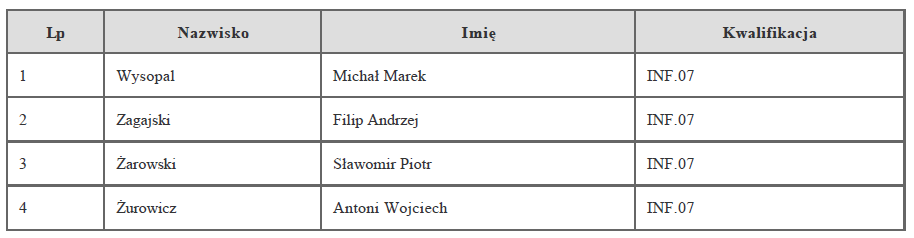 Lp Nazwisko Imię Kwalifikacja
1 Wysopal Michał Marek INF.07
2 Zagajski Filip Andrzej INF.07
3 Żarowski Sławomir Piotr INF.07
4 Żurowicz Antoni Wojciech INF.07